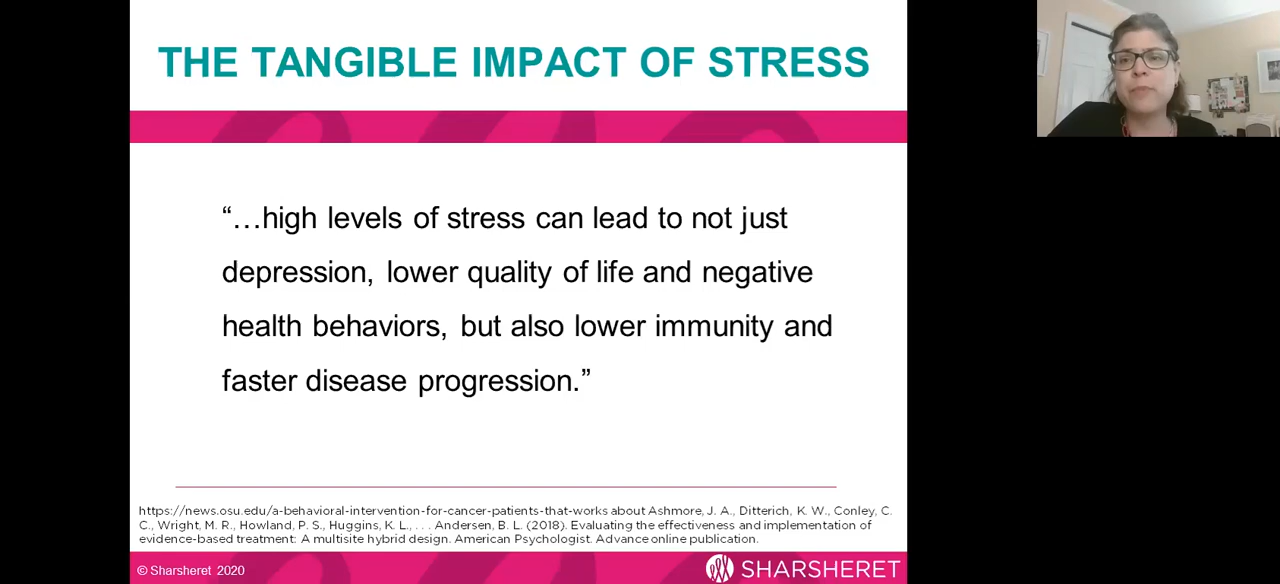 THE TANGIBLE IMPACT OF STRESS
“…high levels of stress can lead to not just
depression, lower quality of life and negative
health behaviors, but also lower immunity and
faster disease progression.”
https://news.osu.edu/a-behavioral-intervention-for-cancer-patients-that-works about Ashmore, J. A., Ditterich, K. W., Conley, C.
C., Wright, M. R., Howland, P. S., Huggins, K. L., . . . Andersen, B. L. (2018). Evaluating the effectiveness and implementation of
evidence-based treatment: A multisite hybrid design. American Psychologist. Advance online publication.
© Sharsheret 2020
SHARSHERET